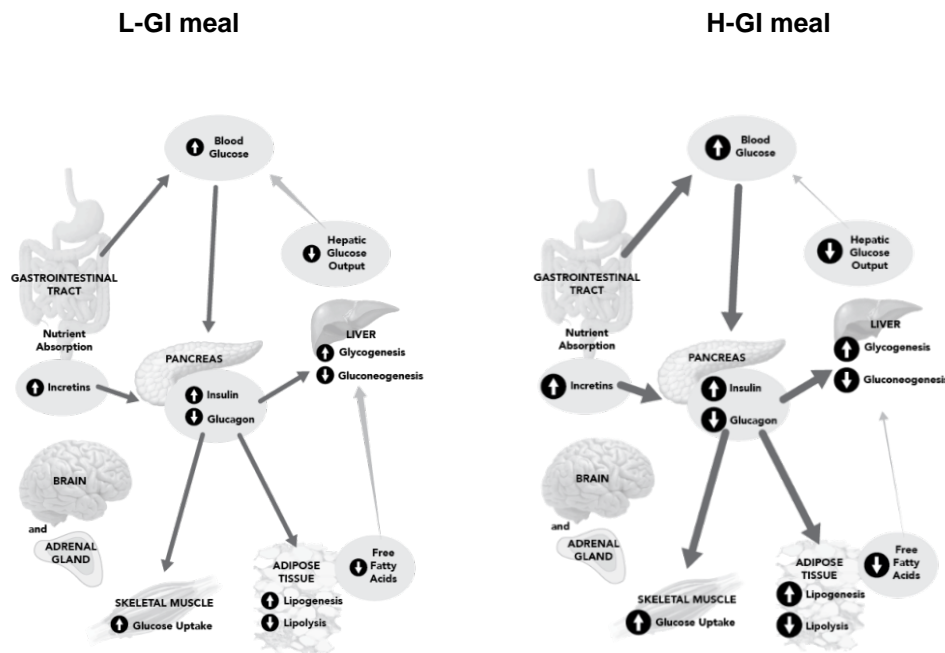 L-GI meal
Blood
Glucose
Hepatic
Glucose
Output
GASTROINTESTINAL
TRACT
Nutrient
Absorption
LIVER
Glycogenesis
Gluconeogenesis
PANCREAS
Incretins
Insulin
Glucagon
BRAIN
and
ADRENAL
GLAND
SKELETAL MUSCLE
Glucose Uptake
ADIPOSE
TISSUE
Lipogenesis
Lipolysis
Free
Fatty
Acids
H-GI meal
Blood
Glucose
Hepatic
Glucose
Output
GASTROINTESTINAL
TRACT
Nutrient
Absorption
LIVER
Glycogenesis
Gluconeogenesis
PANCREAS
Incretins
Insulin
Glucagon
BRAIN
and
ADRENAL
GLAND
SKELETAL MUSCLE
Glucose Uptake
ADIPOSE
TISSUE
Lipogenesis
Lipolysis
Free
Fatty
Acids